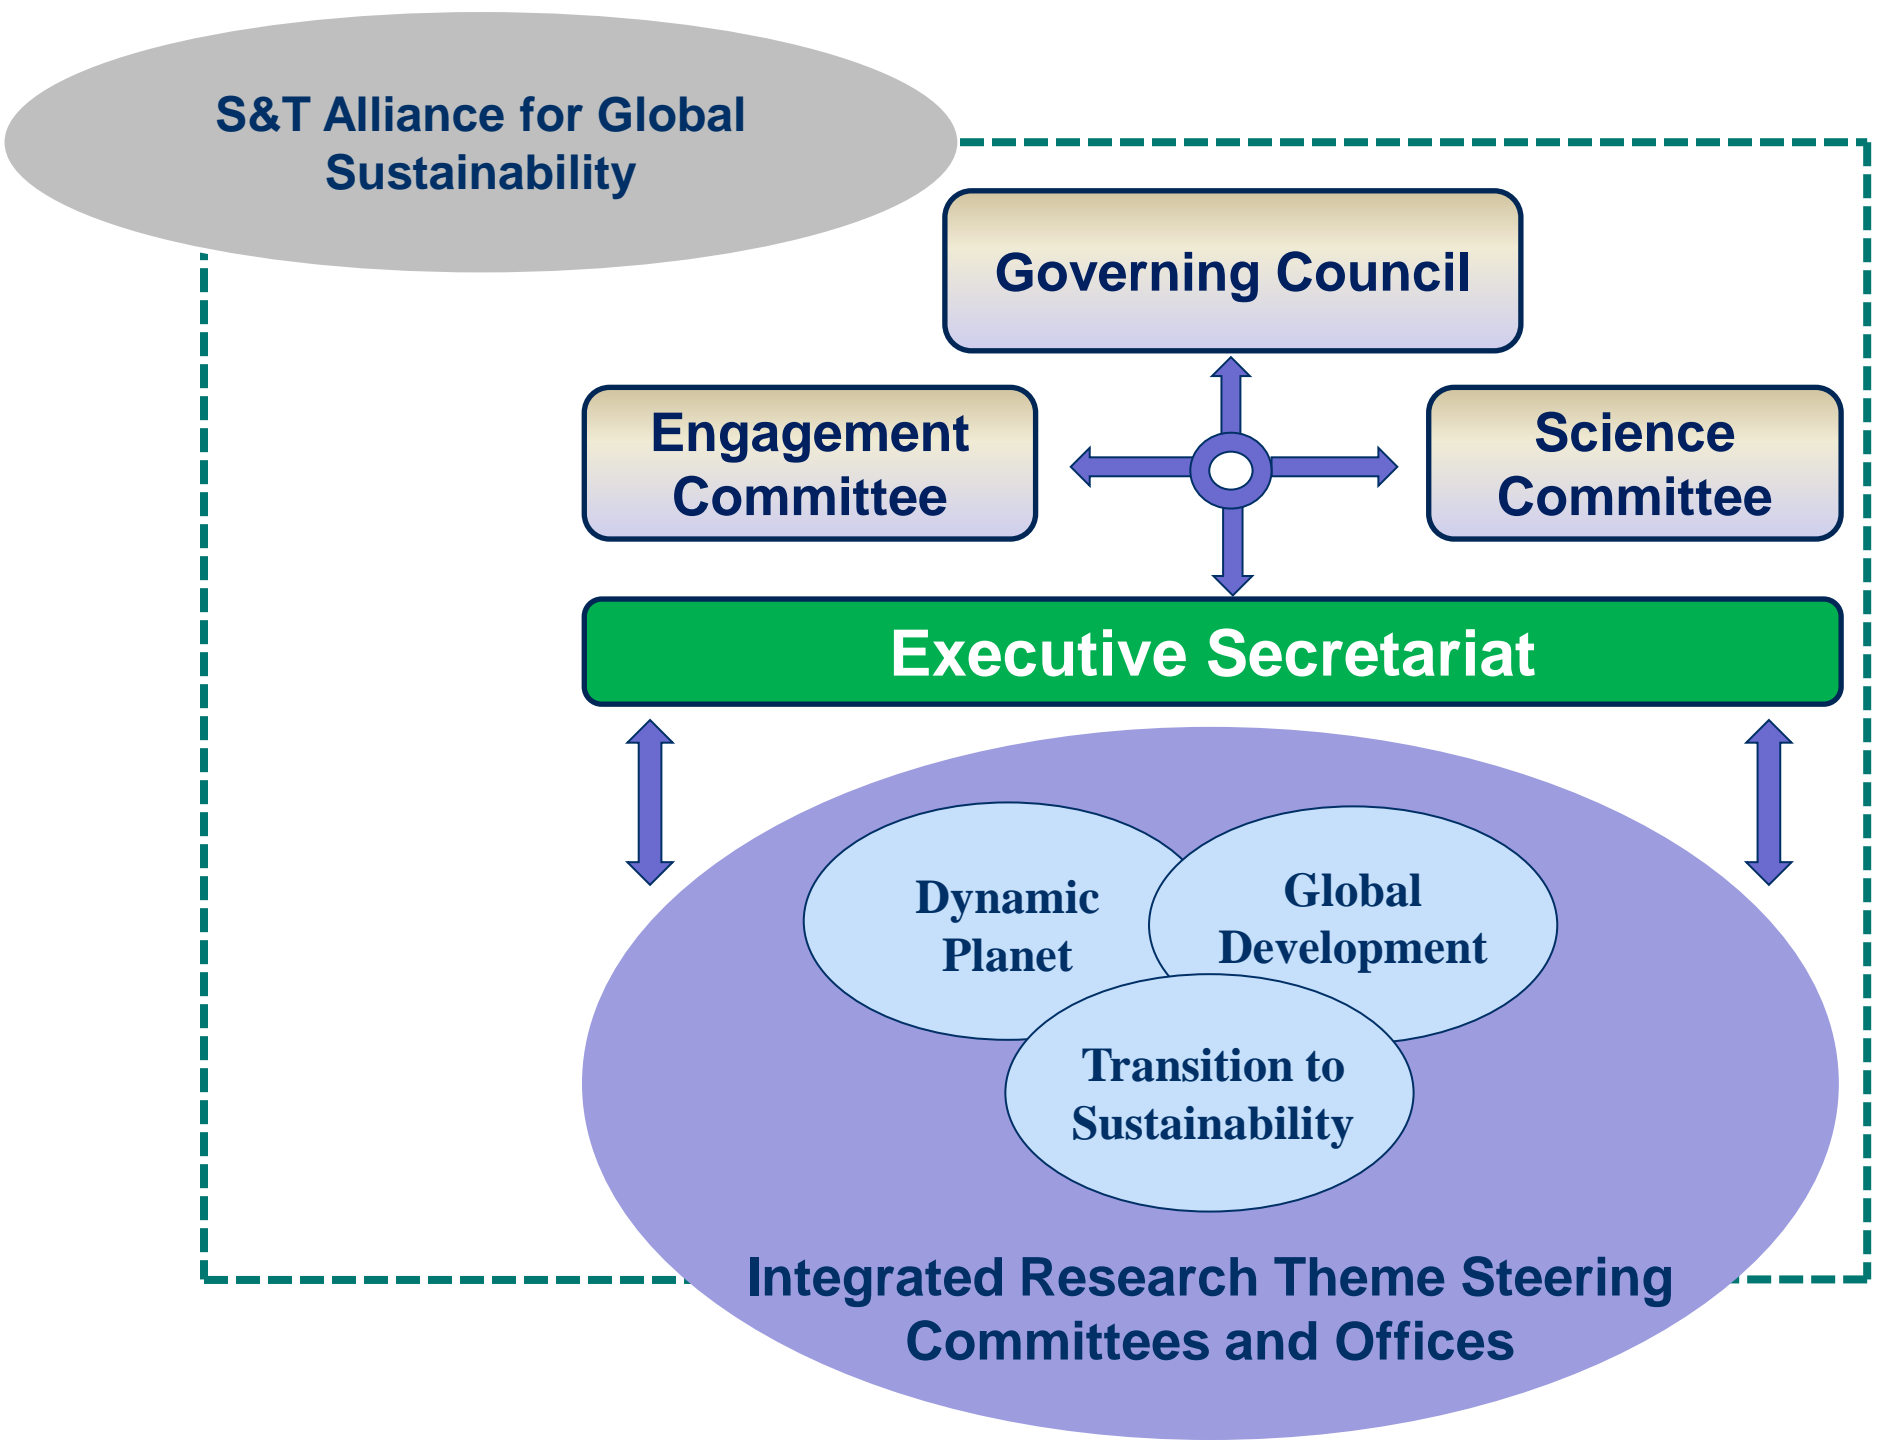 S&T Alliance for Global
Sustainability
Governing Council
Engagement
Committee
Science
Committee
Executive Secretariat
Dynamic
Planet
Global
Development
Transition to
Sustainability
Integrated Research Theme Steering
Committees and Offices